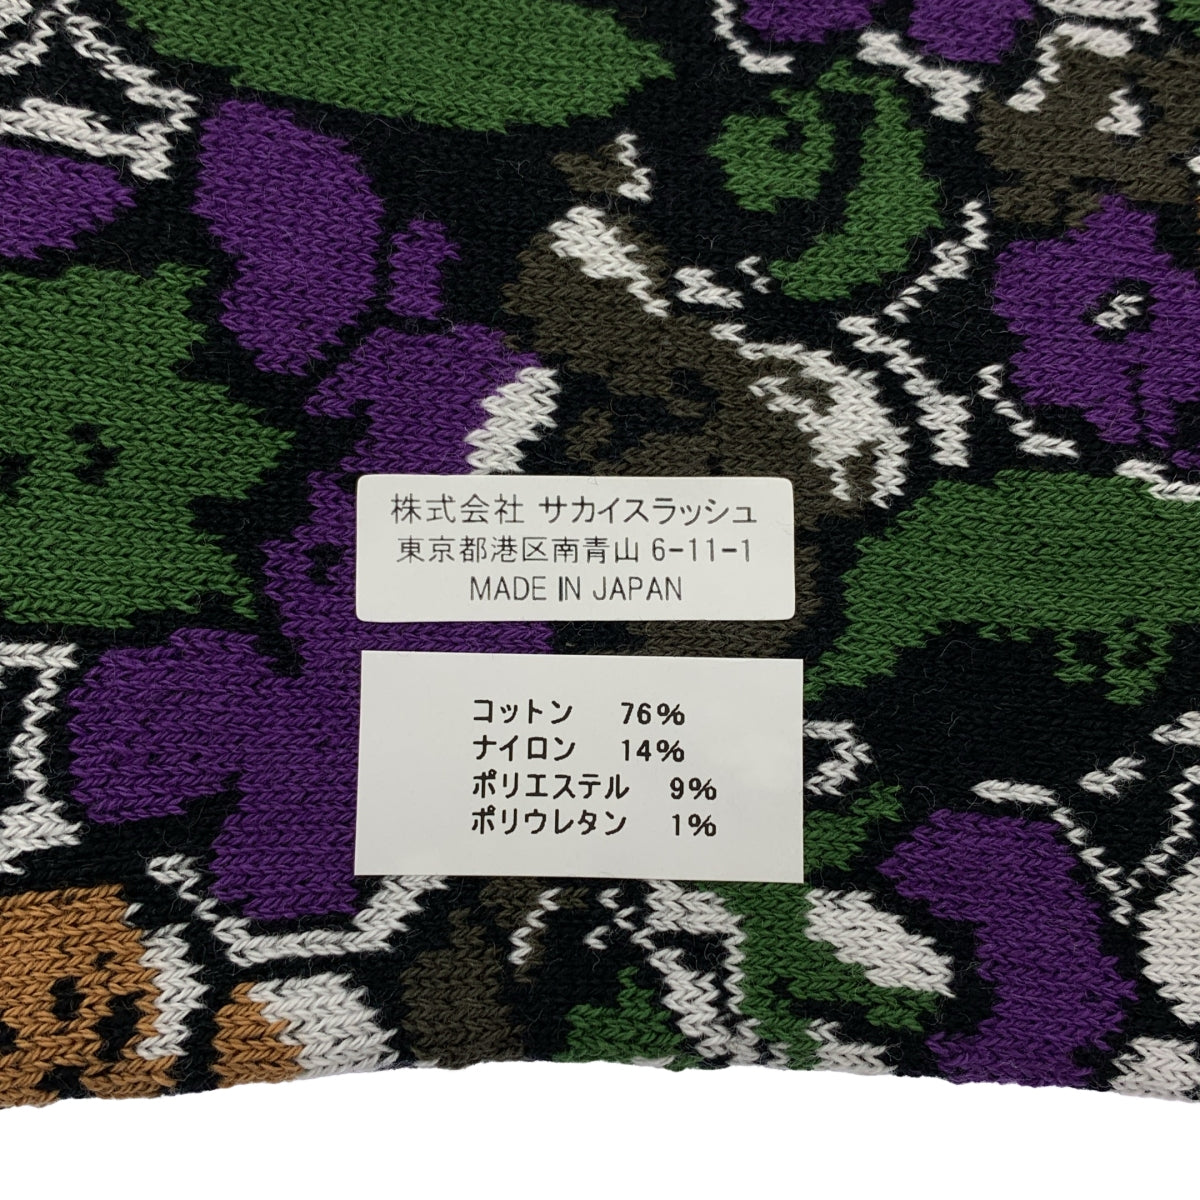 株式会社 サカイスラッシュ
東京都港区南青山 6-11-1
MADE IN JAPAN
コットン 76%
ナイロン 14%
ポリエステル 9%
ポリウレタン 1%